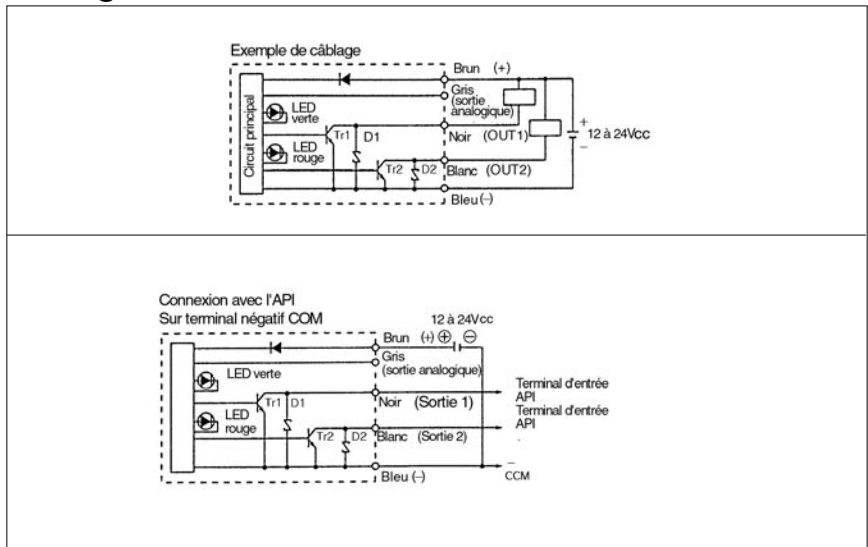 Exemple de câblage
Brun (+)
Gris
(sortie
analogique)
LED
verte
Circuit principal
Tr1 D1
Noir (OUT1)
+
12 à 24Vcc
–
LED
rouge
Tr2 D2
Blanc (OUT2)
Bleu (–)
Connexion avec l'API
Sur terminal négatif COM
12 à 24Vcc
Brun (+) ⊕ ⊖
Gris
(sortie analogique)
LED verte
Terminal d'entrée
API
Tr1 D1
Noir (Sortie 1)
Terminal d'entrée
API
LED
rouge
Tr2 D2
Blanc (Sortie 2)
Bleu (–)
–
CCM